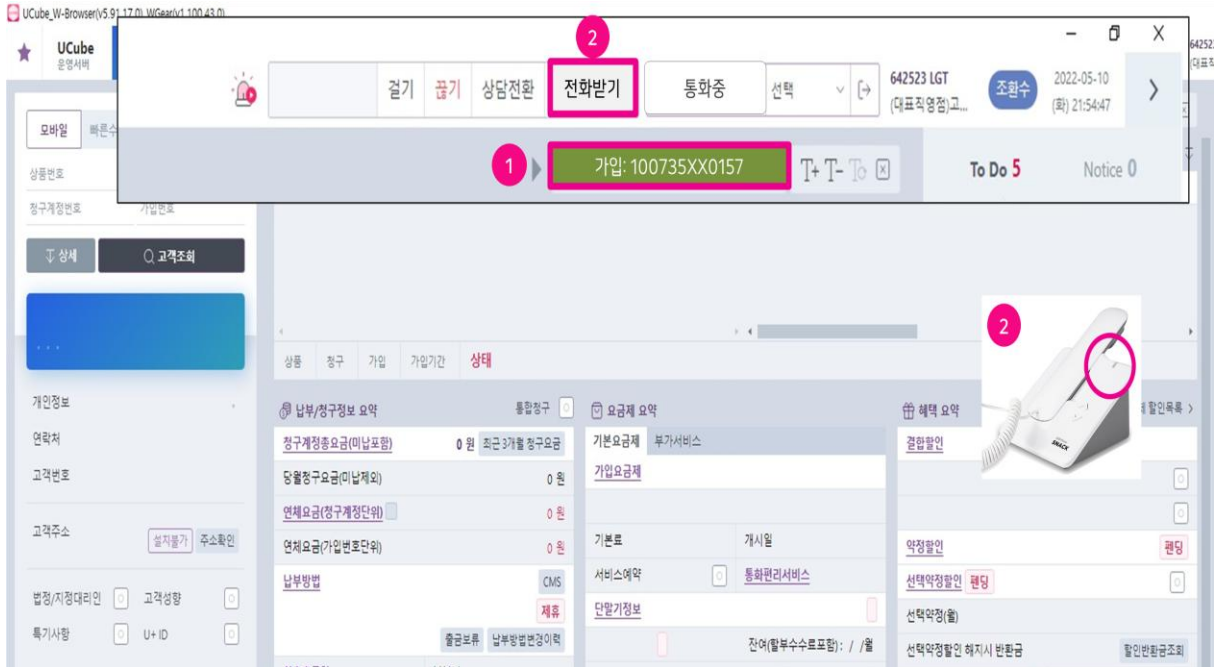 UCube_W-Browser(v5.91.17.0) WGear(v1.100.43.0)
UCube
운영서버
2
걸기 끊기 상담전환 전화받기 통화중 선택
642523 LGT
(대표직영점)고...
조환수
2022-05-10
(화) 21:54:47
1
가입: 100735XX0157
T+ T-
To Do 5
Notice 0
모바일
상품번호
청구계정번호
가입번호
상세
고객조회
...
상품 청구 가입 가입기간 상태
2
SNACK
개인정보
연락처
고객번호
고객주소
설치불가 주소확인
법정/지정대리인
고객성향
특기사항
U+ ID
납부/청구정보 요약
통합청구
청구계정총요금(미납포함)
0 원
최근 3개월 청구요금
당월청구요금(미납제외)
0 원
연체요금(청구계정단위)
0 원
연체요금(가입번호단위)
0 원
납부방법
CMS
제휴
출금보류 납부방법변경이력
요금제 요약
기본요금제 부가서비스
가입요금제
기본료
개시일
서비스예약
통화편리서비스
단말기정보
잔여(할부수수료포함) : / /월
혜택 요약
할인목록 >
결합할인
약정할인
펜딩
선택약정할인 펜딩
선택약정(월)
선택약정할인 해지시 반환금
할인반환금조회